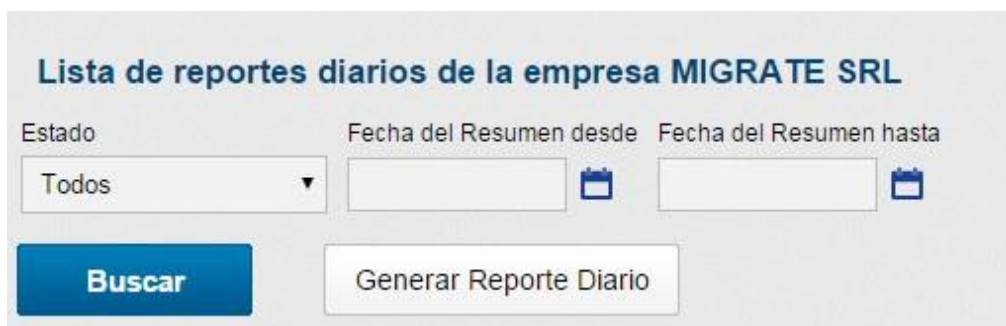 Lista de reportes diarios de la empresa MIGRATE SRL
Estado Fecha del Resumen desde Fecha del Resumen hasta
Todos
Buscar Generar Reporte Diario